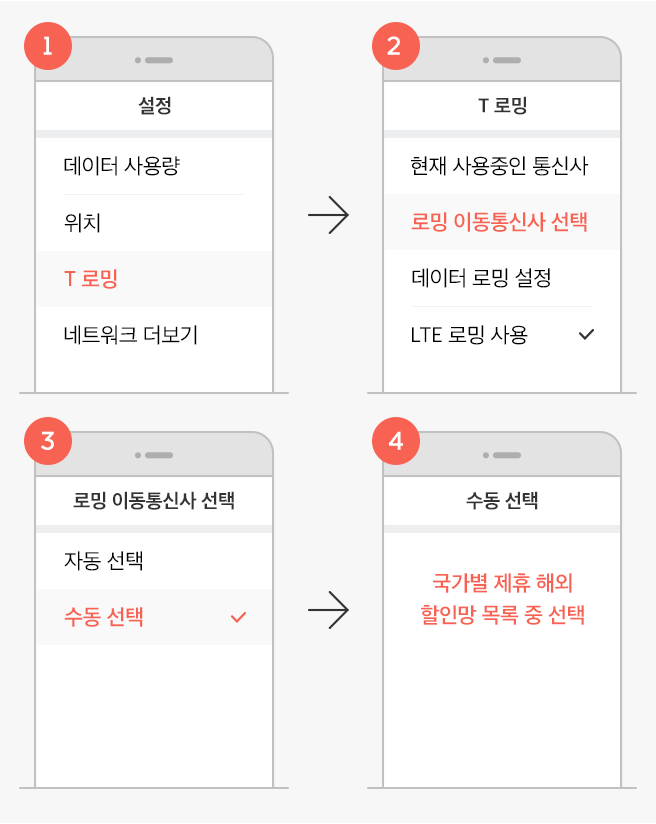 1
설정
데이터 사용량
위치
T 로밍
네트워크 더보기
2
T 로밍
현재 사용중인 통신사
로밍 이동통신사 선택
데이터 로밍 설정
LTE 로밍 사용
3
로밍 이동통신사 선택
자동 선택
수동 선택
4
수동 선택
국가별 제휴 해외
할인망 목록 중 선택